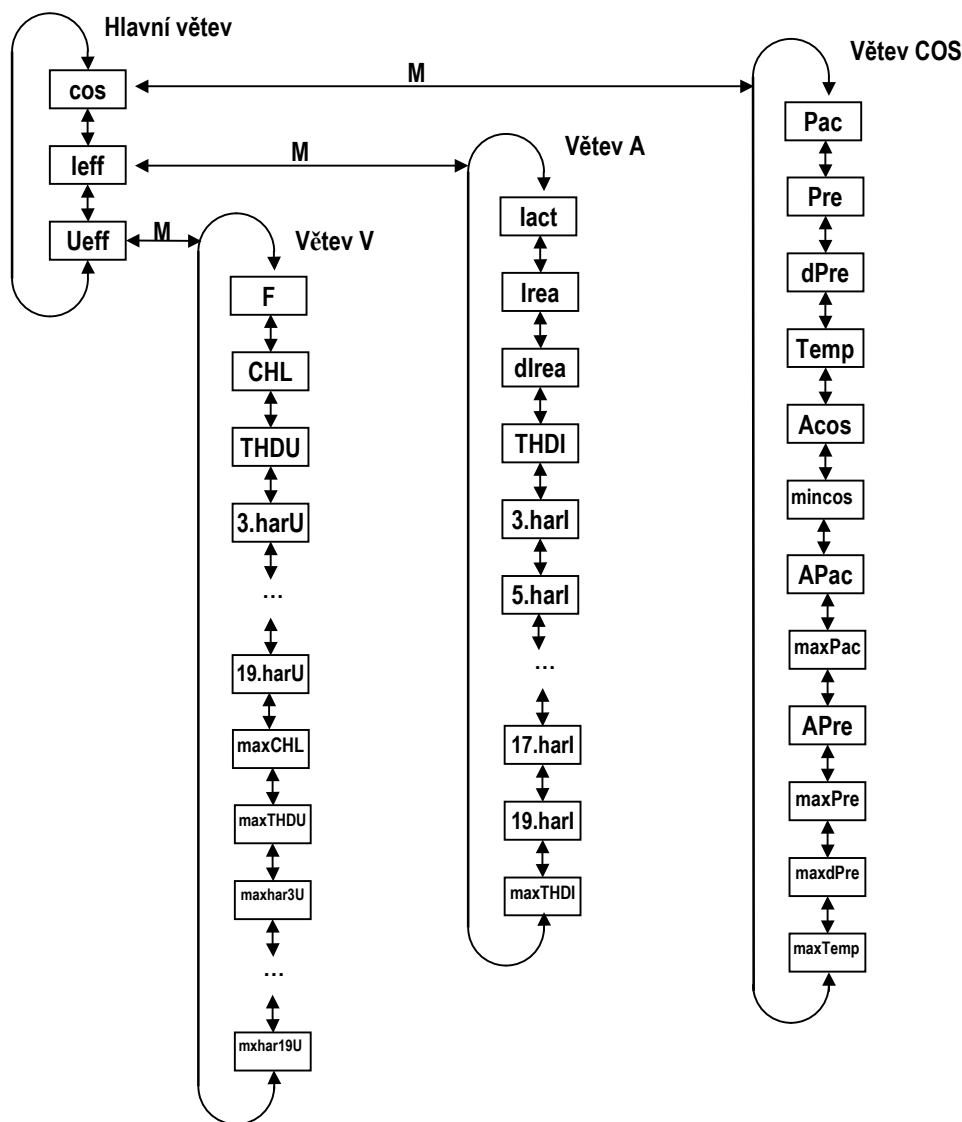 Hlavní větev
cos
Ieff
Ueff
M
M
M
Větev V
F
CHL
THDU
3.harU
...
19.harU
maxCHL
maxTHDU
maxhar3U
...
mxhar19U
Větev A
Iact
Irea
dIrea
THDI
3.harI
5.harI
...
17.harI
19.harI
maxTHDI
Větev COS
Pac
Pre
dPre
Temp
Acos
mincos
APac
maxPac
APre
maxPre
maxdPre
maxTemp